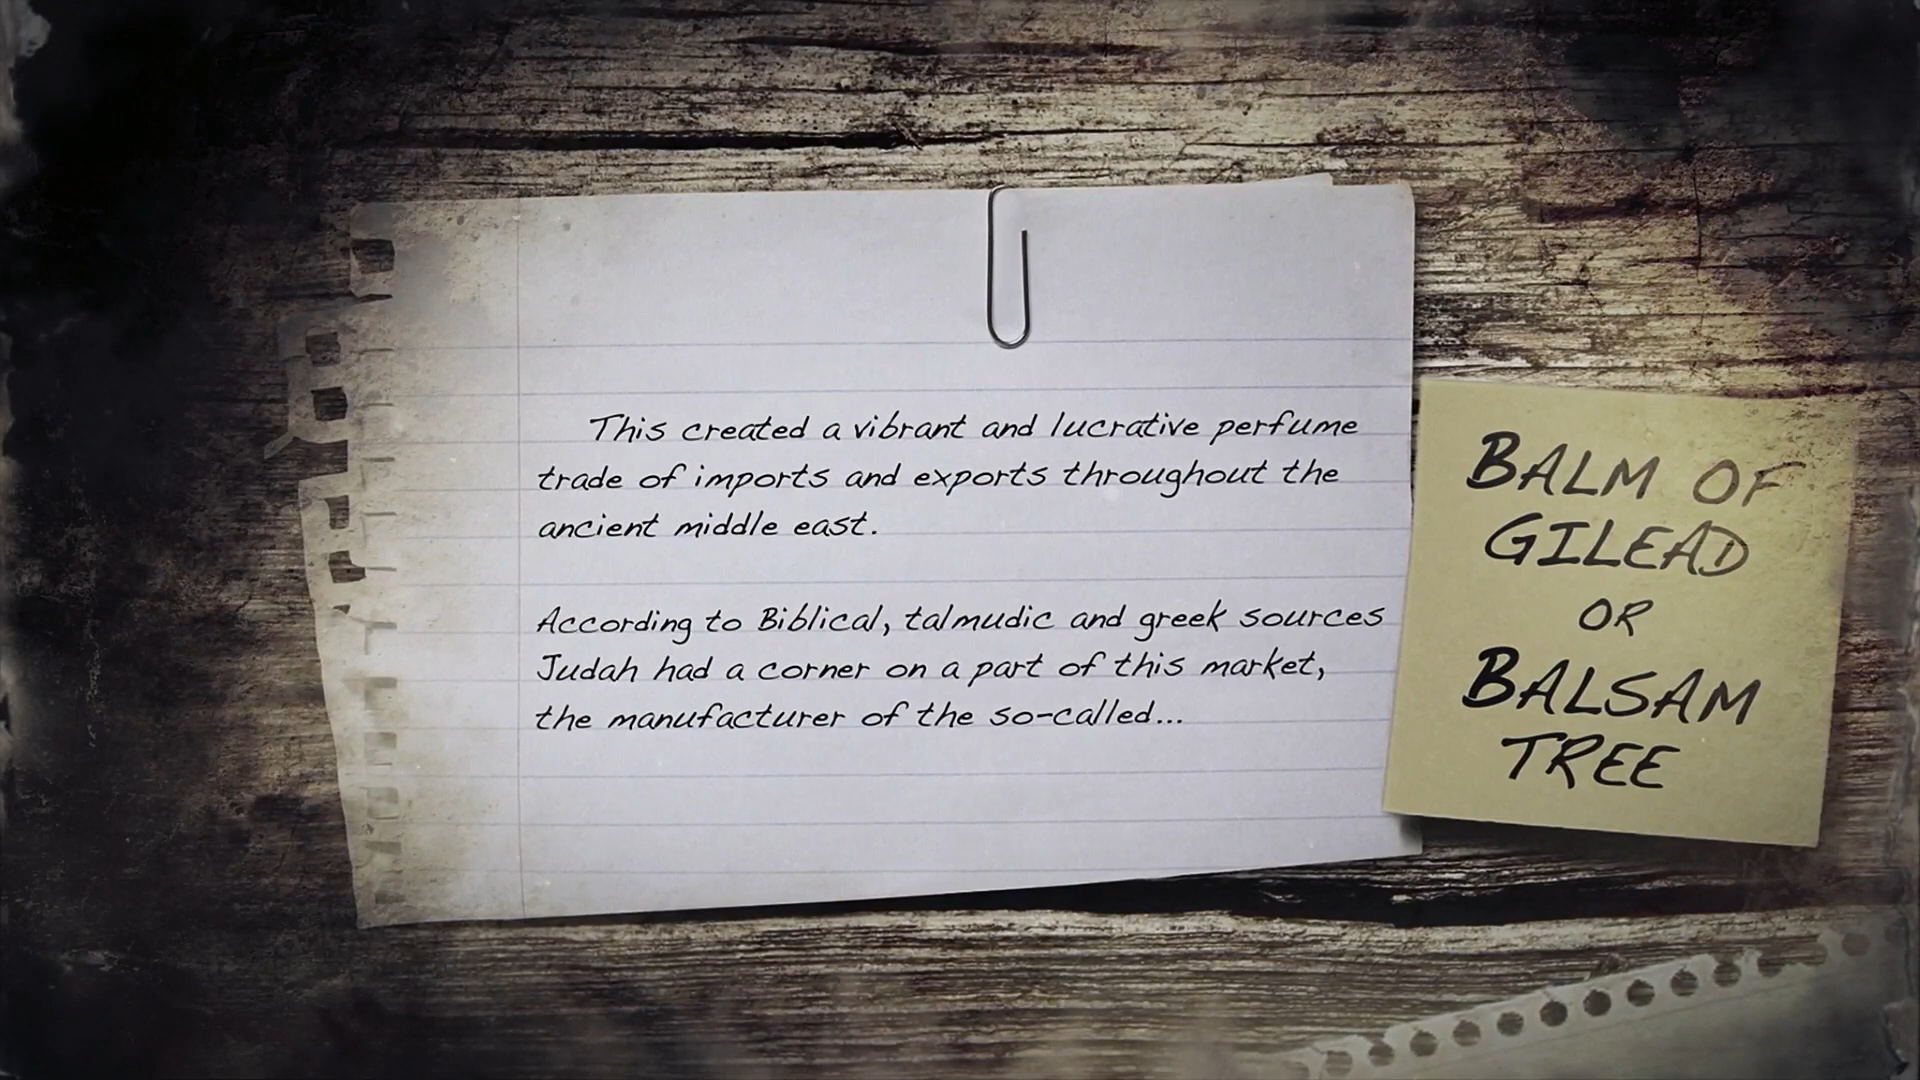 This created a vibrant and lucrative perfume
trade of imports and exports throughout the
ancient middle east.
According to Biblical, talmudic and greek sources
Judah had a corner on a part of this market,
the manufacturer of the so-called...
BALM OF
GILEAD
OR
BALSAM
TREE